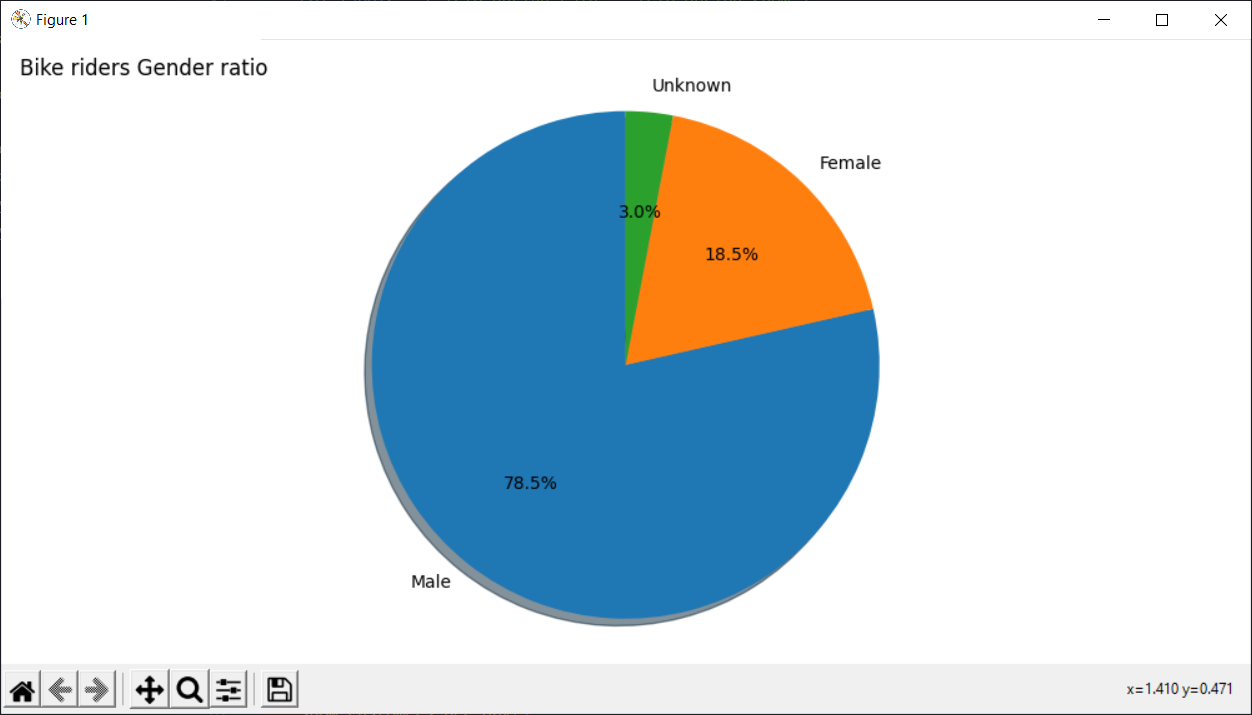 Figure 1
Bike riders Gender ratio
Unknown
Female
3.0%
18.5%
78.5%
Male
x=1.410 y=0.471